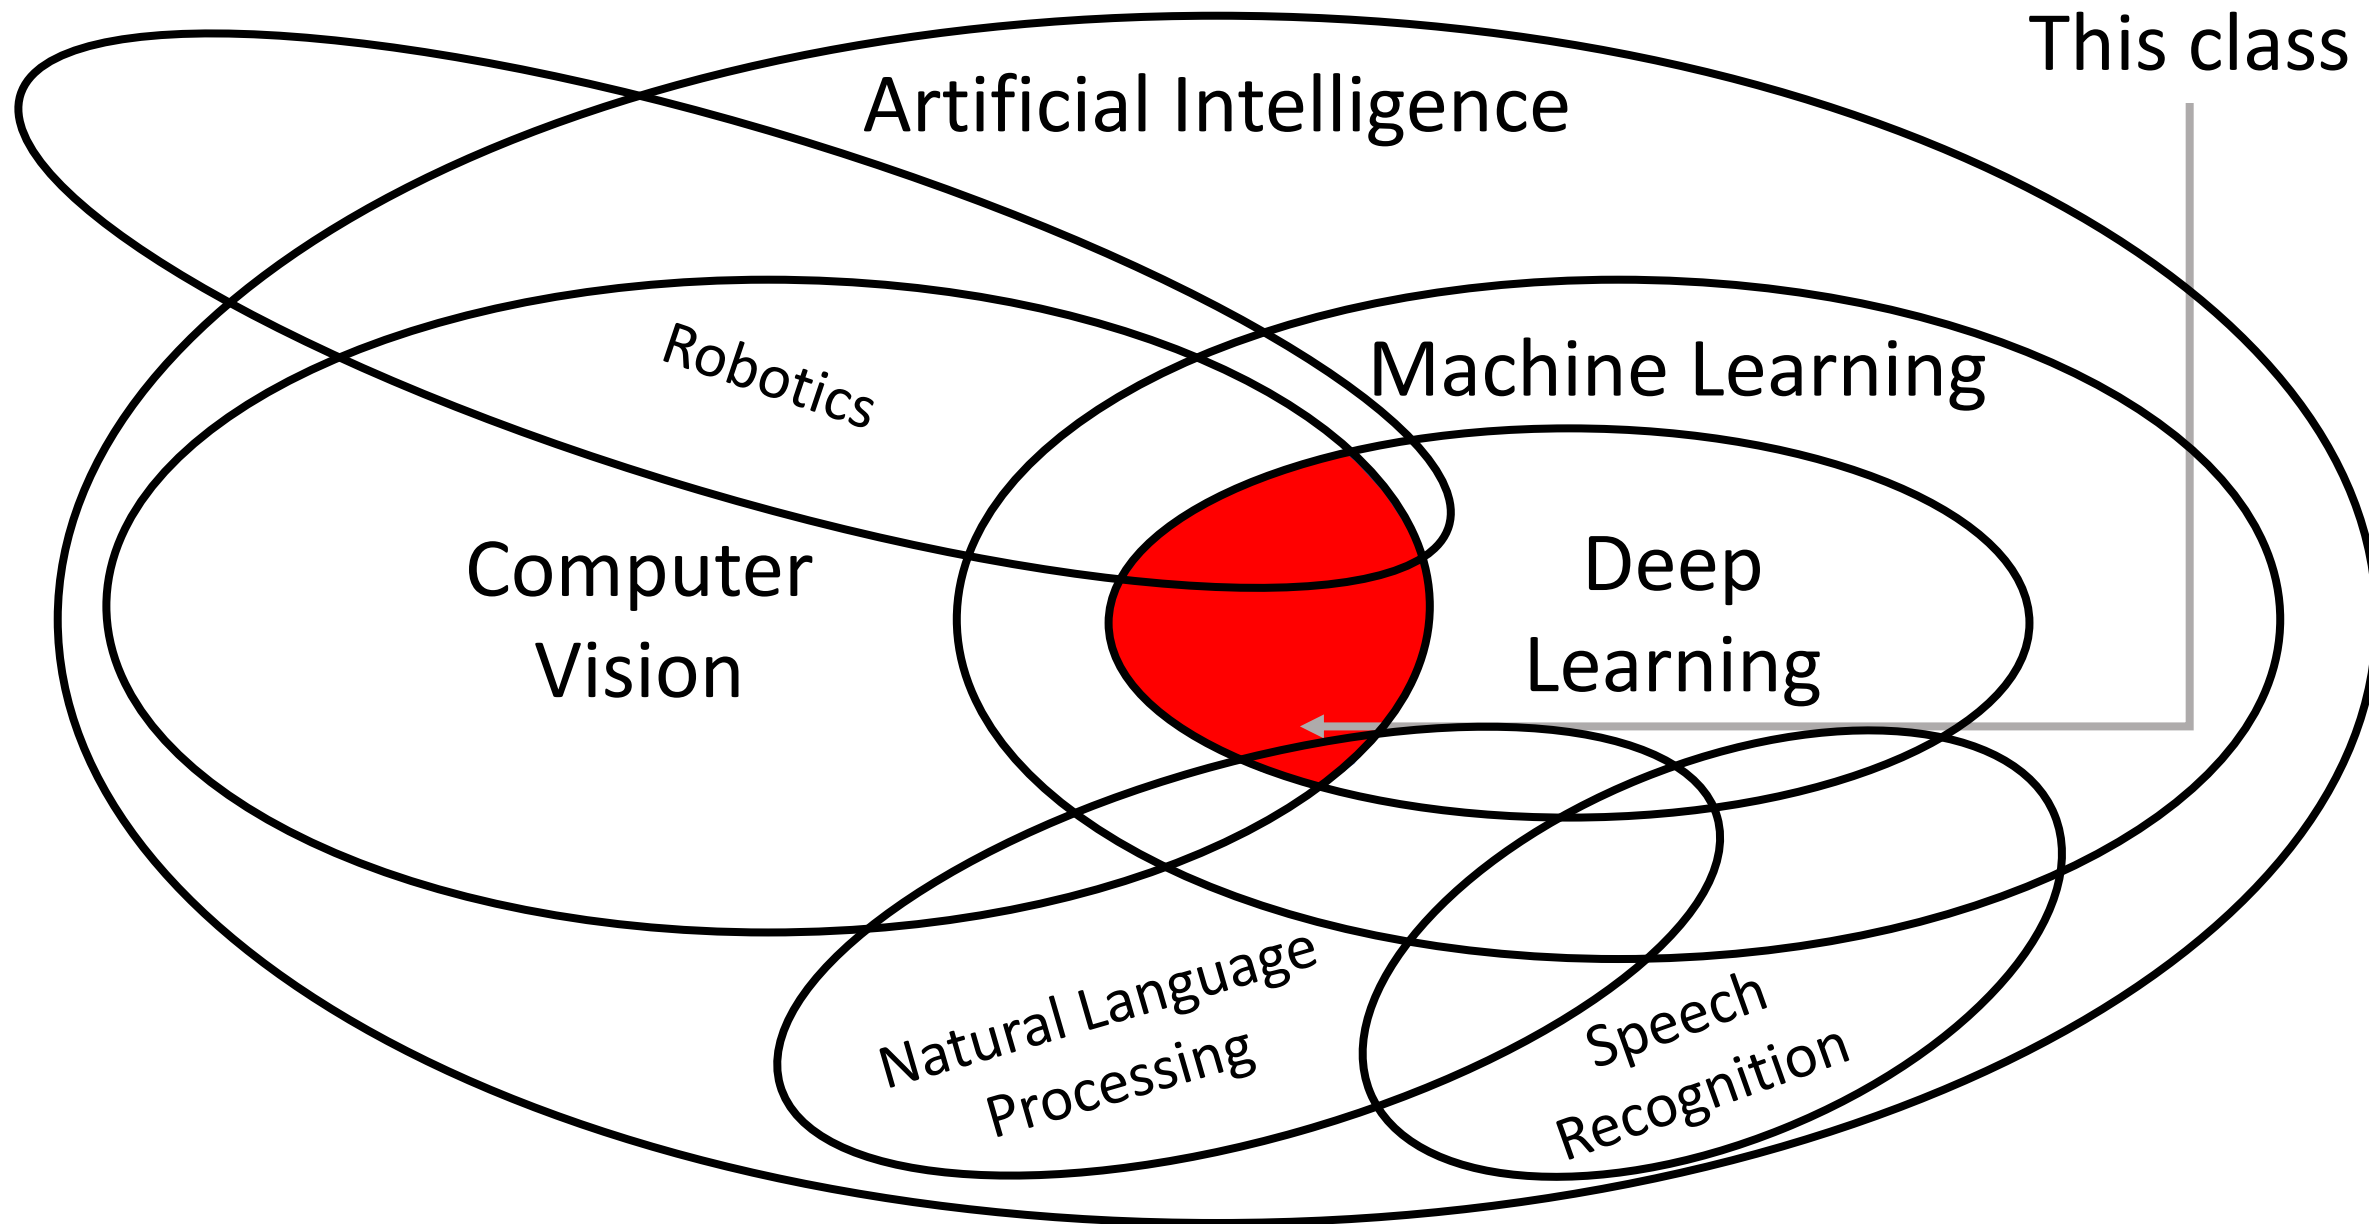 This class
Artificial Intelligence
Robotics
Machine Learning
Computer
Vision
Deep
Learning
Natural Language
Processing
Speech
Recognition